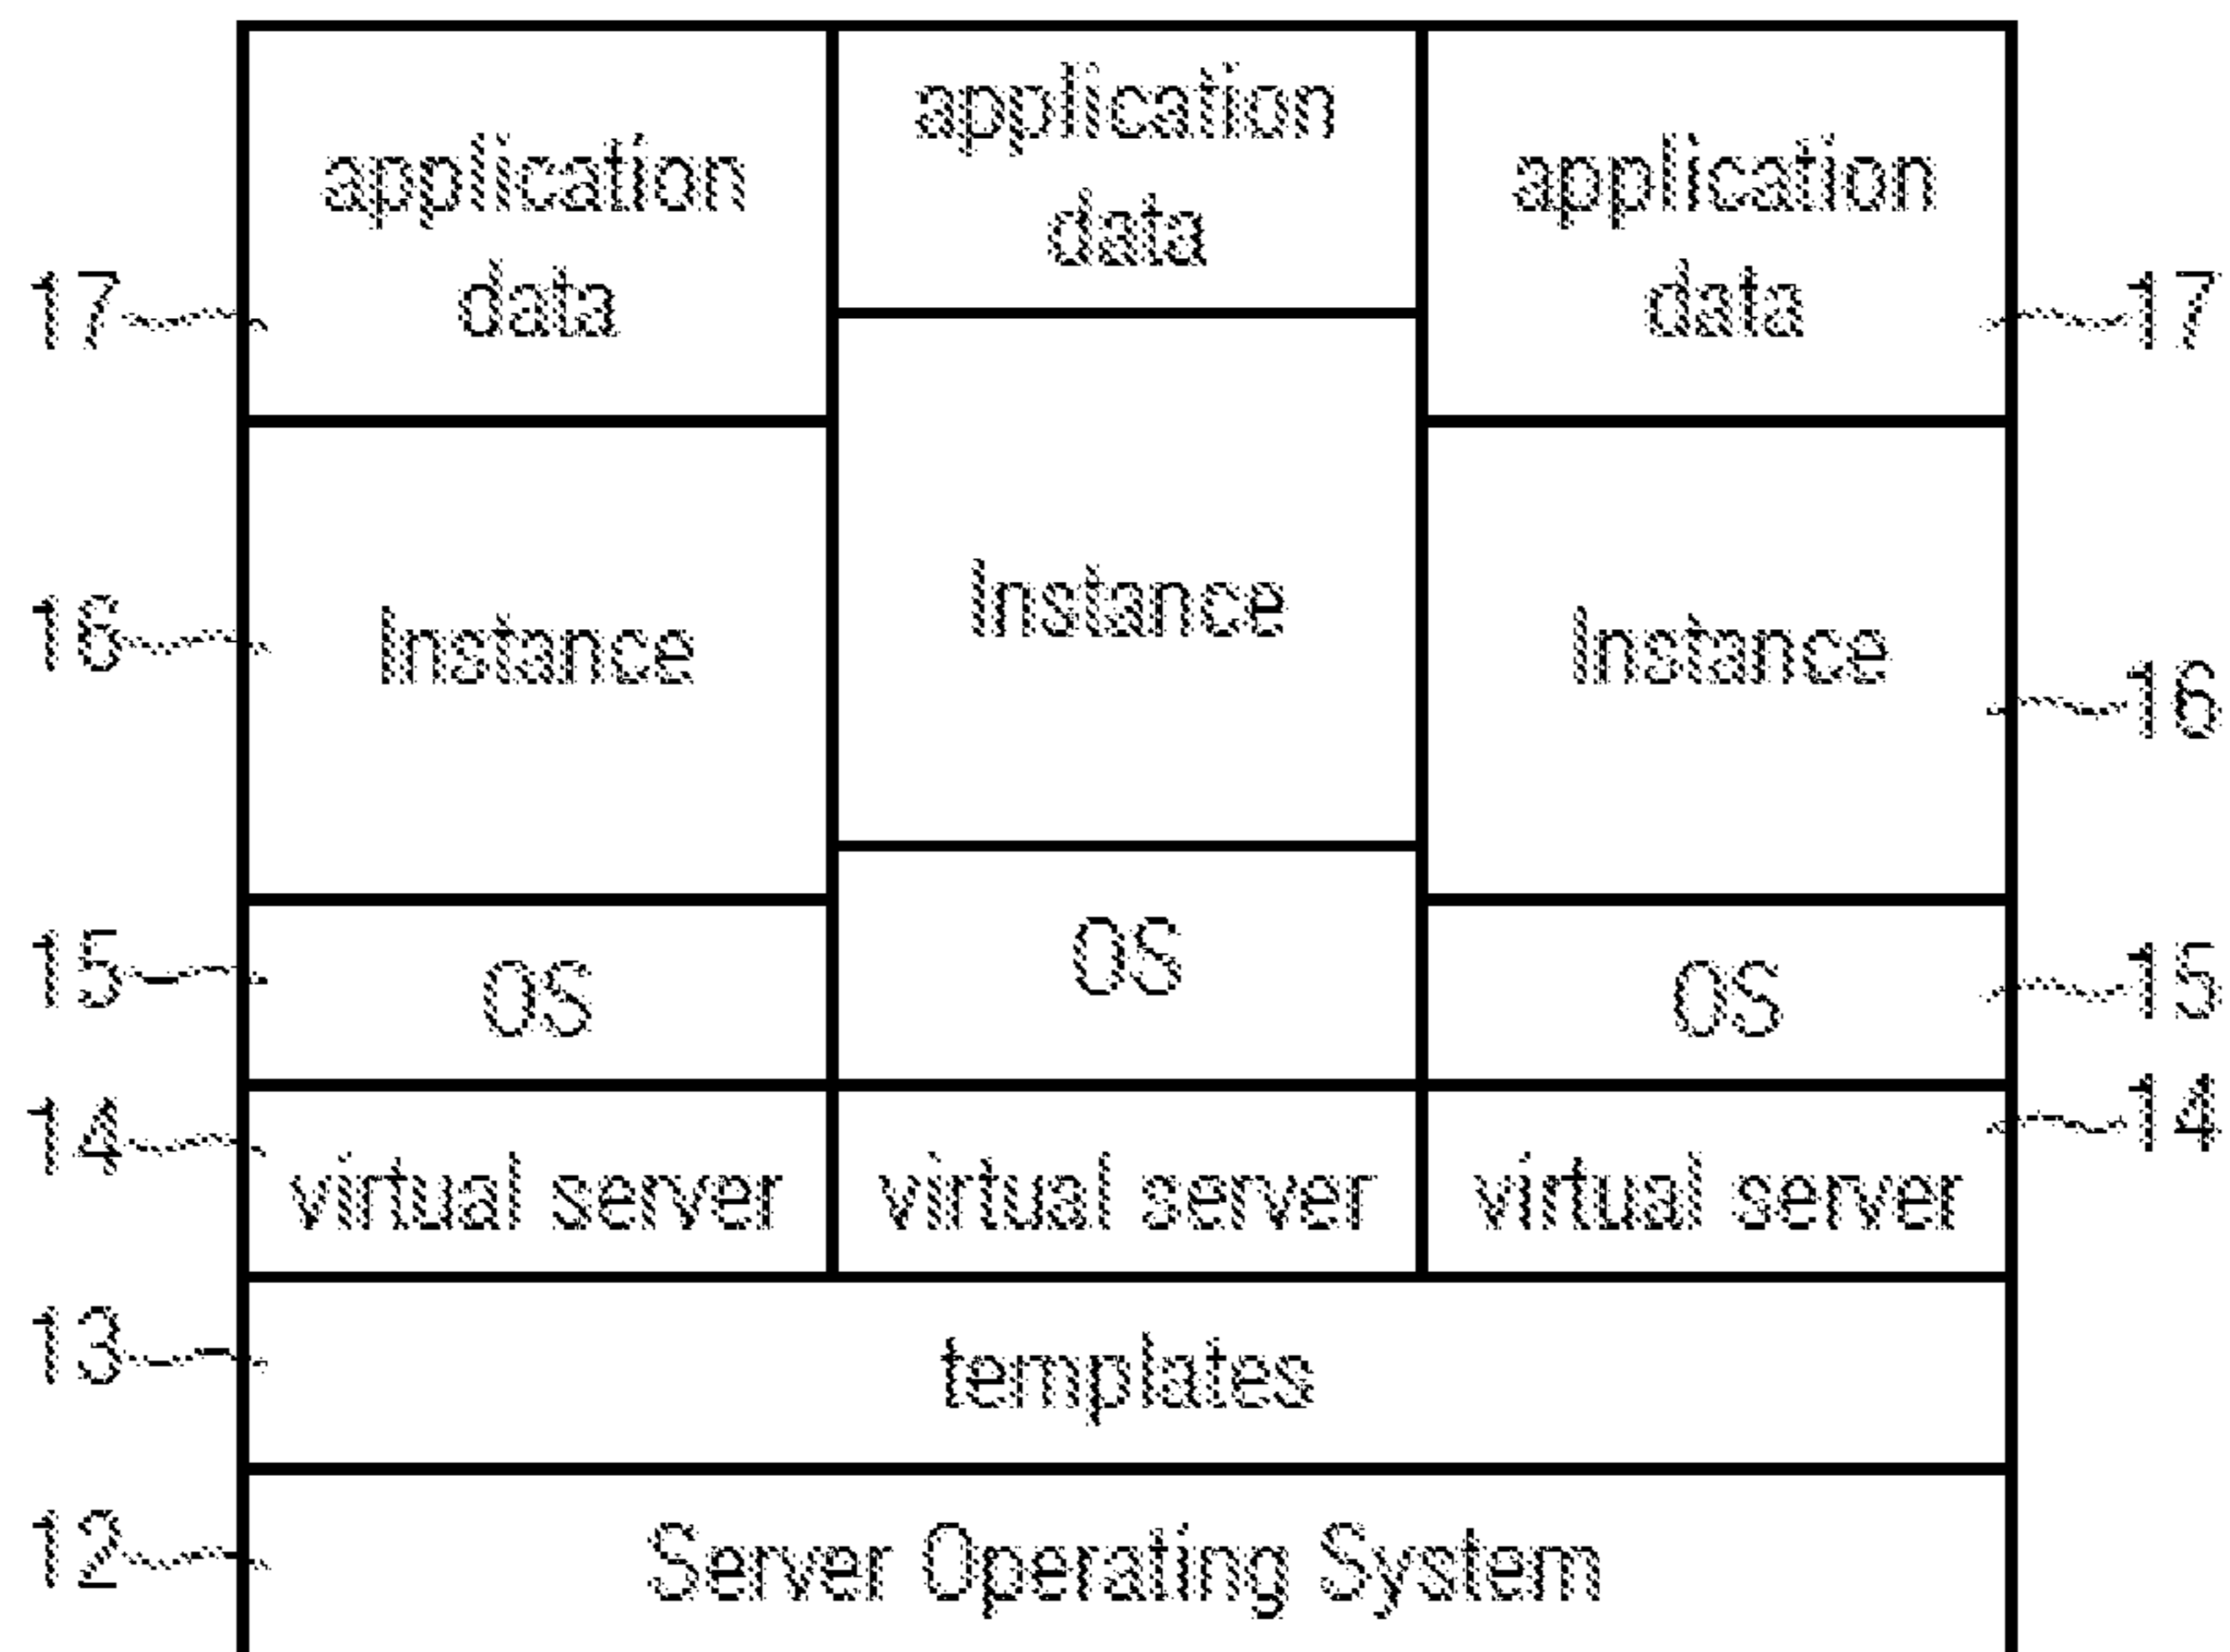 application
data
application
data
application
data
17
17
Instance
Instance
Instance
16
16
OS
OS
OS
15
15
14
14
virtual server
virtual server
virtual server
13
templates
12
Server Operating System